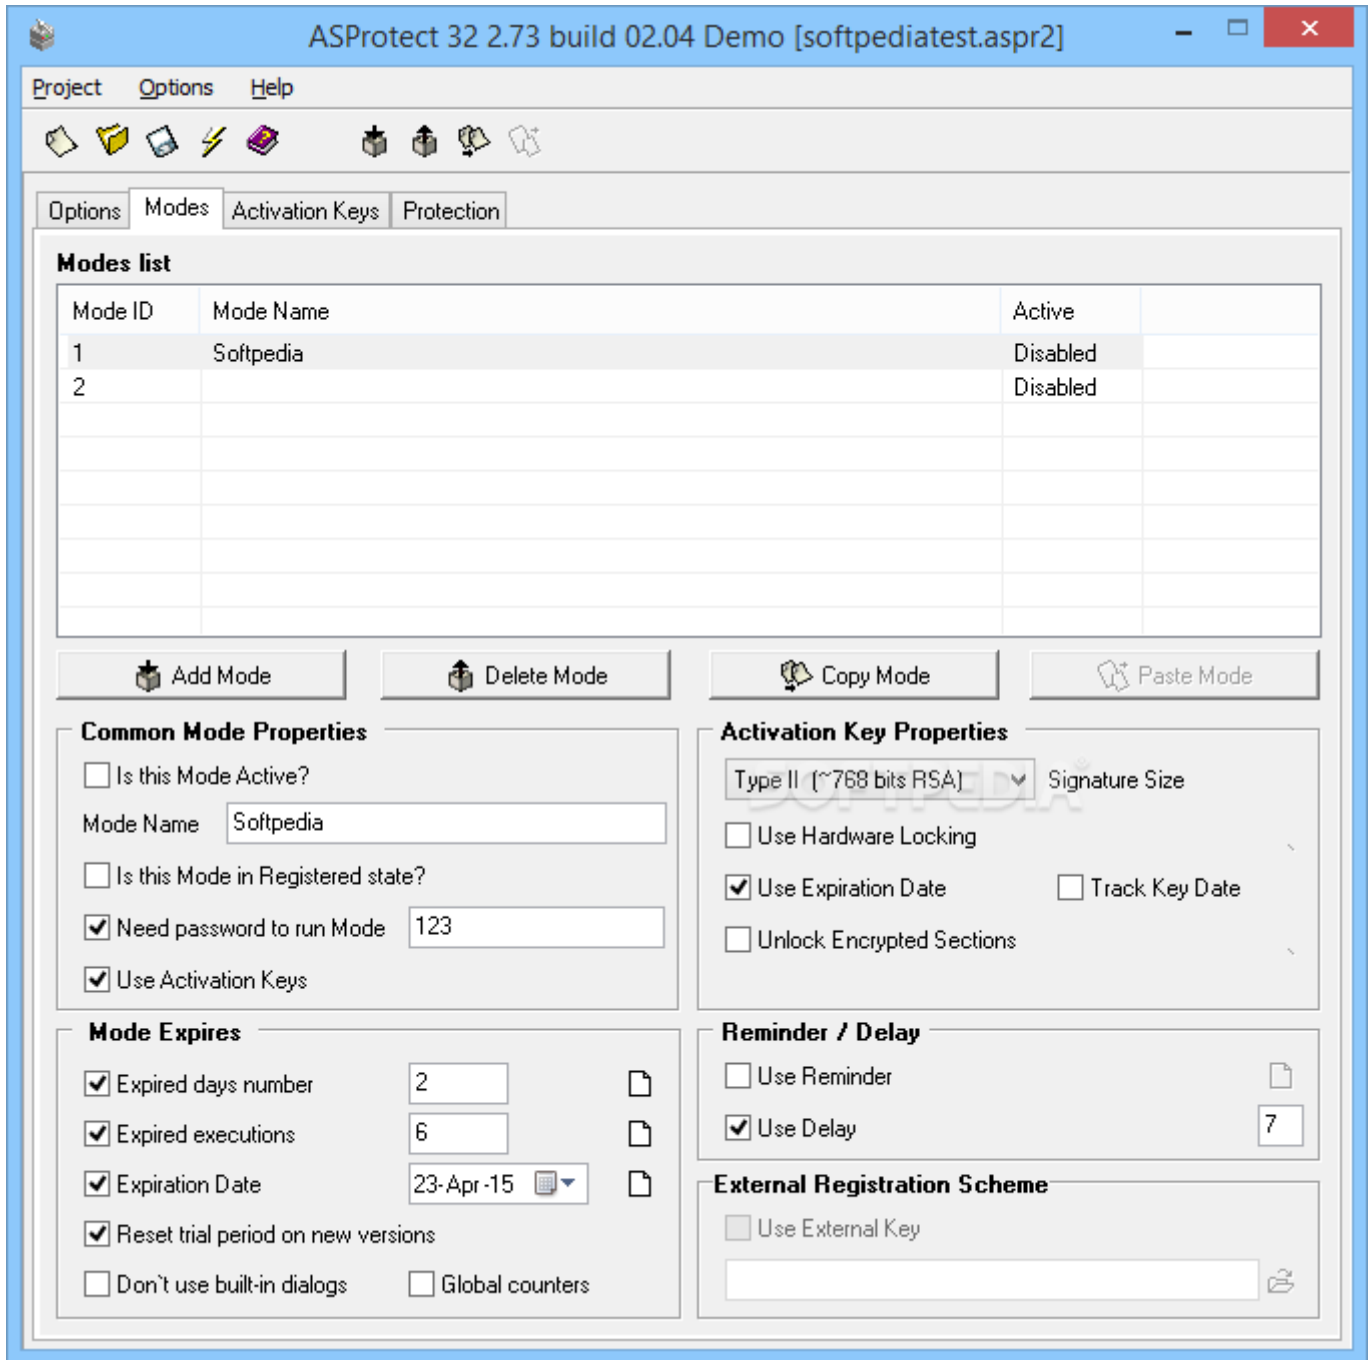 ASProtect 32 2.73 build 02.04 Demo [softpediatest.aspr2]
Project Options Help
Options Modes Activation Keys Protection
Modes list
Mode ID Mode Name Active
1 Softpedia Disabled
2 Disabled
Add Mode Delete Mode Copy Mode Paste Mode
Common Mode Properties
Is this Mode Active?
Mode Name Softpedia
Is this Mode in Registered state?
Need password to run Mode 123
Use Activation Keys
Activation Key Properties
Type II (~768 bits RSA) Signature Size
SOFTPEDIA®
Use Hardware Locking
Use Expiration Date Track Key Date
Unlock Encrypted Sections
Mode Expires
Expired days number 2
Expired executions 6
Expiration Date 23-Apr-15
Reset trial period on new versions
Don`t use built-in dialogs Global counters
Reminder / Delay
Use Reminder
Use Delay 7
External Registration Scheme
Use External Key